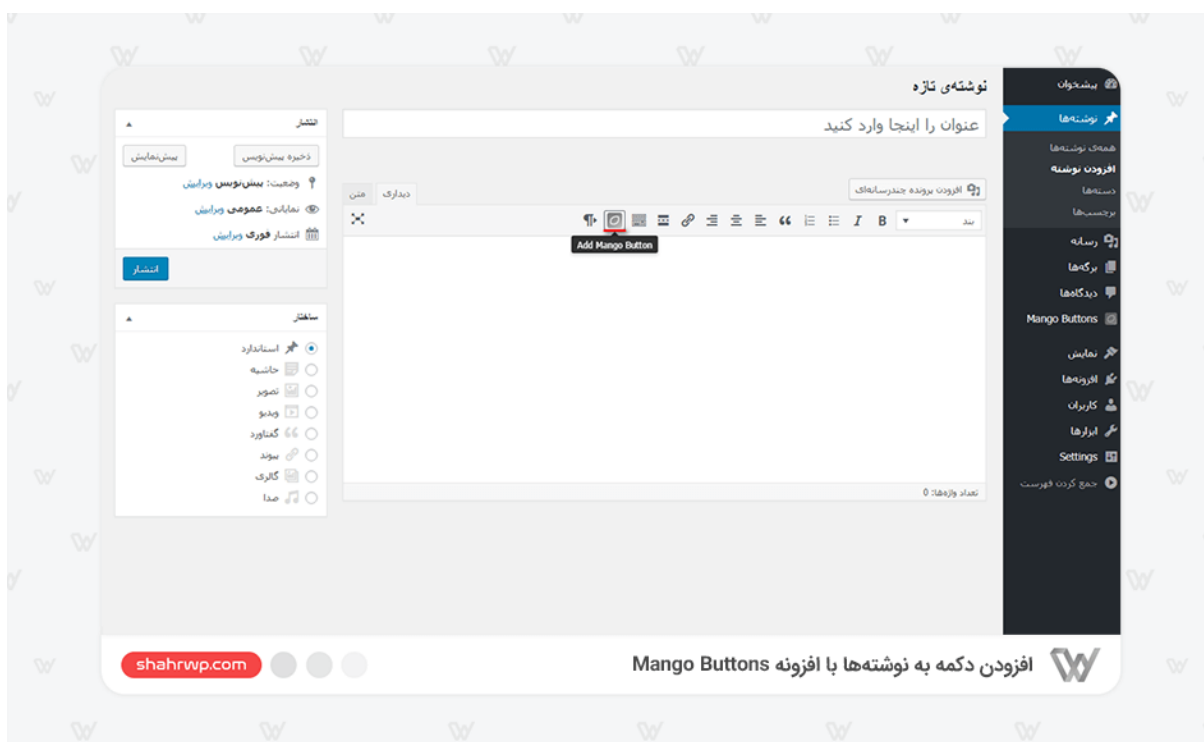 پیشخوان
نوشته‌ها
همه‌ی نوشته‌ها
افزودن نوشته
دسته‌ها
برچسب‌ها
رسانه
برگه‌ها
دیدگاه‌ها
Mango Buttons
نمایش
افزونه‌ها
کاربران
ابزارها
Settings
جمع کردن فهرست
نوشته‌ی تازه
عنوان را اینجا وارد کنید
افزودن پرونده چندرسانه‌ای
دیداری
متن
بند
B I
Add Mango Button
تعداد واژه‌ها: 0
انتشار
ذخیره پیش‌نویس
پیش‌نمایش
وضعیت: پیش‌نویس ویرایش
نمایانی: عمومی ویرایش
انتشار فوری ویرایش
انتشار
ساختار
استاندارد
حاشیه
تصویر
ویدیو
گفتاورد
پیوند
گالری
صدا
افزودن دکمه به نوشته‌ها با افزونه Mango Buttons
shahrwp.com